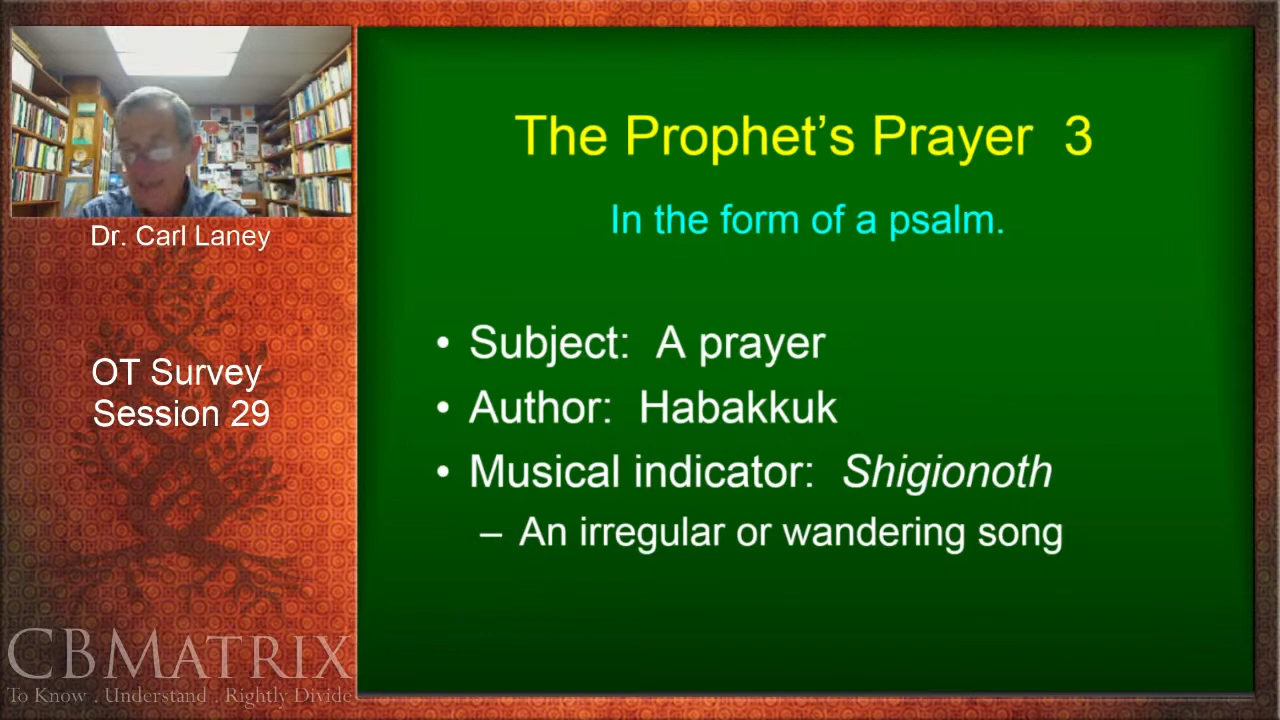 Dr. Carl Laney
OT Survey
Session 29
CBMATRIX
To Know . Understand . Rightly Divide
The Prophet’s Prayer 3
In the form of a psalm.
• Subject: A prayer
• Author: Habakkuk
• Musical indicator: Shigionoth
– An irregular or wandering song